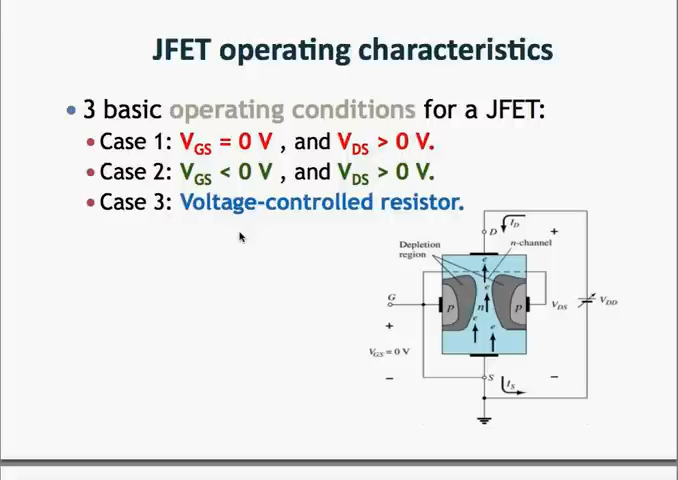 JFET operating characteristics
• 3 basic operating conditions for a JFET:
• Case 1: V_GS = 0 V , and V_DS > 0 V.
• Case 2: V_GS < 0 V , and V_DS > 0 V.
• Case 3: Voltage-controlled resistor.
D
I_D
+
Depletion
region
n-channel
e
e
G
p
n
p
V_DS
V_DD
+
e
e
V_GS = 0 V
–
S
I_S
–